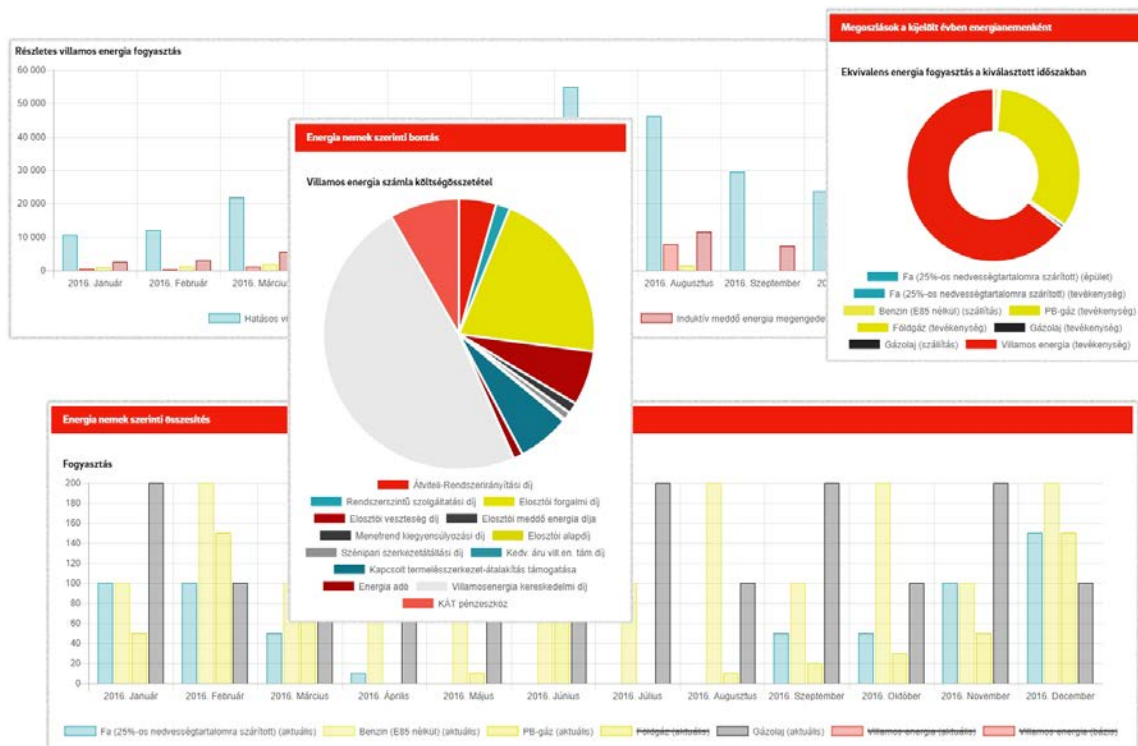 Részletes villamos energia fogyasztás
60 000
50 000
40 000
30 000
20 000
10 000
0
2016. Január
2016. Február
2016. Március
2016. Augusztus
2016. Szeptember
Induktív meddő energia
Megoszlások a kijelölt évben energianemenként
Ekvivalens energia fogyasztás a kiválasztott időszakban
Fa (25%-os nedvességtartalomra szárított) (épület)
Fa (25%-os nedvességtartalomra szárított) (tevékenység)
Benzin (E85 nélkül) (szállítás) PB-gáz (tevékenység)
Földgáz (tevékenység) Gázolaj (tevékenység)
Gázolaj (szállítás) Villamos energia (tevékenység)
Energia nemek szerinti bontás
Villamos energia számla költségösszetétel
Átviteli-Rendszerirányítási díj
Rendszerszintű szolgáltatási díj Elosztói forgalmi díj
Elosztói veszteség díj Elosztói meddő energia díja
Menetrend kiegyensúlyozási díj Elosztói alapdíj
Szénipari szerkezetátállási díj Kedv. áru vill.en. tám.díj
Kapcsolt termelésszerkezet-átalakítás támogatása
Energia adó Villamosenergia kereskedelmi díj
KÁT pénzeszköz
Energia nemek szerinti összesítés
Fogyasztás
200
180
160
140
120
100
80
60
40
20
0
2016. Január
2016. Február
2016. Március
2016. Április
2016. Május
2016. Június
2016. Július
2016. Augusztus
2016. Szeptember
2016. Október
2016. November
2016. December
Fa (25%-os nedvességtartalomra szárított) (aktuális) Benzin (E85 nélkül) (aktuális) PB-gáz (aktuális) Földgáz (aktuális) Gázolaj (aktuális) Villamos energia (aktuális) Villamos energia (bázis)